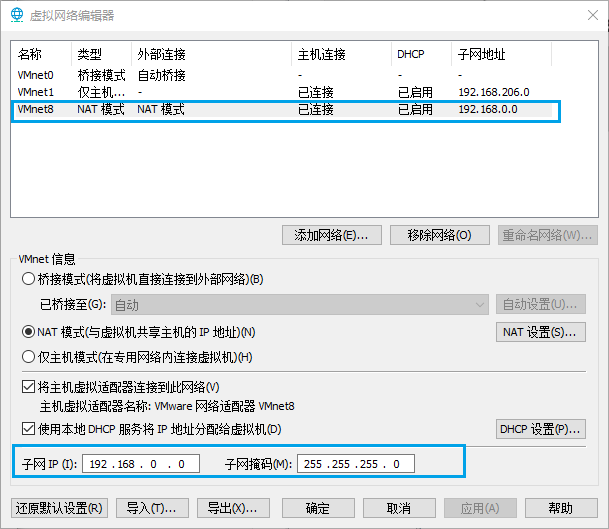 虚拟网络编辑器
名称 类型 外部连接 主机连接 DHCP 子网地址
VMnet0 桥接模式 自动桥接 - - -
VMnet1 仅主机... - 已连接 已启用 192.168.206.0
VMnet8 NAT 模式 NAT 模式 已连接 已启用 192.168.0.0
添加网络(E)... 移除网络(O) 重命名网络(W)...
VMnet 信息
桥接模式(将虚拟机直接连接到外部网络)(B)
已桥接至(G): 自动 自动设置(U)...
NAT 模式(与虚拟机共享主机的 IP 地址)(N) NAT 设置(S)...
仅主机模式(在专用网络内连接虚拟机)(H)
将主机虚拟适配器连接到此网络(V)
主机虚拟适配器名称: VMware 网络适配器 VMnet8
使用本地 DHCP 服务将 IP 地址分配给虚拟机(D) DHCP 设置(P)...
子网 IP (I): 192 . 168 . 0 . 0 子网掩码(M): 255 . 255 . 255 . 0
还原默认设置(R) 导入(T)... 导出(X)... 确定 取消 应用(A) 帮助